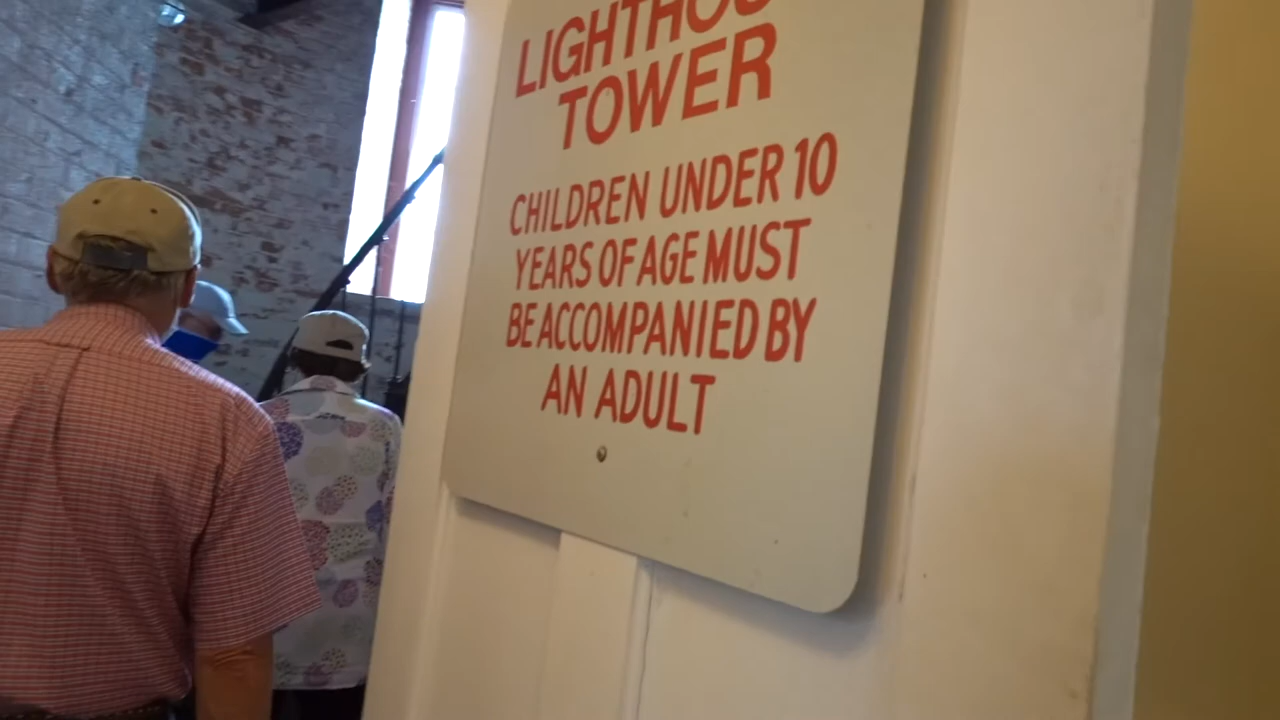 TOWER
CHILDREN UNDER 10
YEARS OF AGE MUST
BE ACCOMPANIED BY
AN ADULT